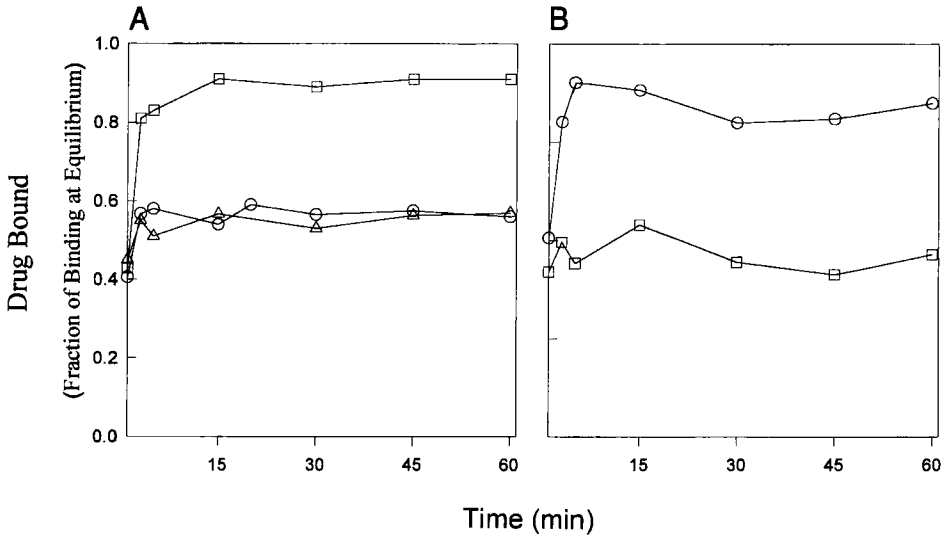 A
B
Drug Bound
(Fraction of Binding at Equilibrium)
1.0
0.8
0.6
0.4
0.2
0.0
15 30 45 60
15 30 45 60
Time (min)